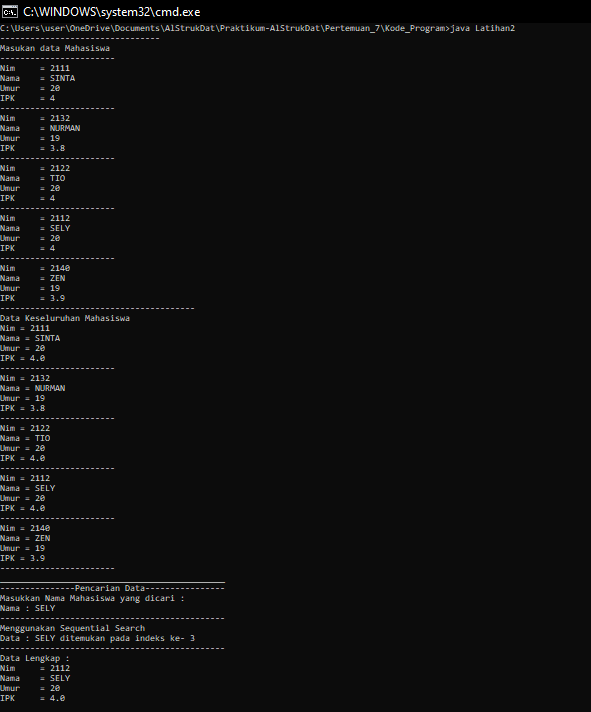 C:\WINDOWS\system32\cmd.exe
C:\Users\user\OneDrive\Documents\AlStrukDat\Praktikum-AlStrukDat\Pertemuan_7\Kode_Program>java Latihan2
--------------------------------
Masukan data Mahasiswa
-----------------------
Nim     = 2111
Nama    = SINTA
Umur    = 20
IPK     = 4
-----------------------
Nim     = 2132
Nama    = NURMAN
Umur    = 19
IPK     = 3.8
-----------------------
Nim     = 2122
Nama    = TIO
Umur    = 20
IPK     = 4
-----------------------
Nim     = 2112
Nama    = SELY
Umur    = 20
IPK     = 4
-----------------------
Nim     = 2140
Nama    = ZEN
Umur    = 19
IPK     = 3.9
---------------------------------------
Data Keseluruhan Mahasiswa
Nim = 2111
Nama = SINTA
Umur = 20
IPK = 4.0
-----------------------
Nim = 2132
Nama = NURMAN
Umur = 19
IPK = 3.8
-----------------------
Nim = 2122
Nama = TIO
Umur = 20
IPK = 4.0
-----------------------
Nim = 2112
Nama = SELY
Umur = 20
IPK = 4.0
-----------------------
Nim = 2140
Nama = ZEN
Umur = 19
IPK = 3.9
-----------------------
_____________________________________________
---------------Pencarian Data----------------
Masukkan Nama Mahasiswa yang dicari :
Nama : SELY
---------------------------------------------
Menggunakan Sequential Search
Data : SELY ditemukan pada indeks ke- 3
---------------------------------------------
Data Lengkap :
Nim     = 2112
Nama    = SELY
Umur    = 20
IPK     = 4.0